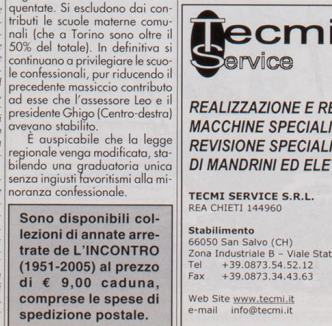 quentate. Si escludono dai con-
tributi le scuole materne comu-
nali (che a Torino sono oltre il
50% del totale). In definitiva si
continuano a privilegiare le scuo-
le confessionali, pur riducendo il
precedente massiccio contributo
ad esse che l'assessore Leo e il
presidente Ghigo (Centro-destra)
avevano stabilito.
È auspicabile che la legge
regionale venga modificata, sta-
bilendo una graduatoria unica
senza ingiusti favoritismi alla mi-
noranza confessionale.
Sono disponibili col-
lezioni di annate arre-
trate de L'INCONTRO
(1951-2005) al prezzo
di € 9,00 caduna,
comprese le spese di
spedizione postale.
Tecmi
Service
REALIZZAZIONE E RE
MACCHINE SPECIALI
REVISIONE SPECIALI
DI MANDRINI ED ELE
TECMI SERVICE S.R.L.
REA CHIETI 144960
Stabilimento
66050 San Salvo (CH)
Zona Industriale B - Viale Stat
Tel +39.0873.54.52.12
Fax +39.0873.34.43.63
Web Site www.tecmi.it
e-mail info@tecmi.it